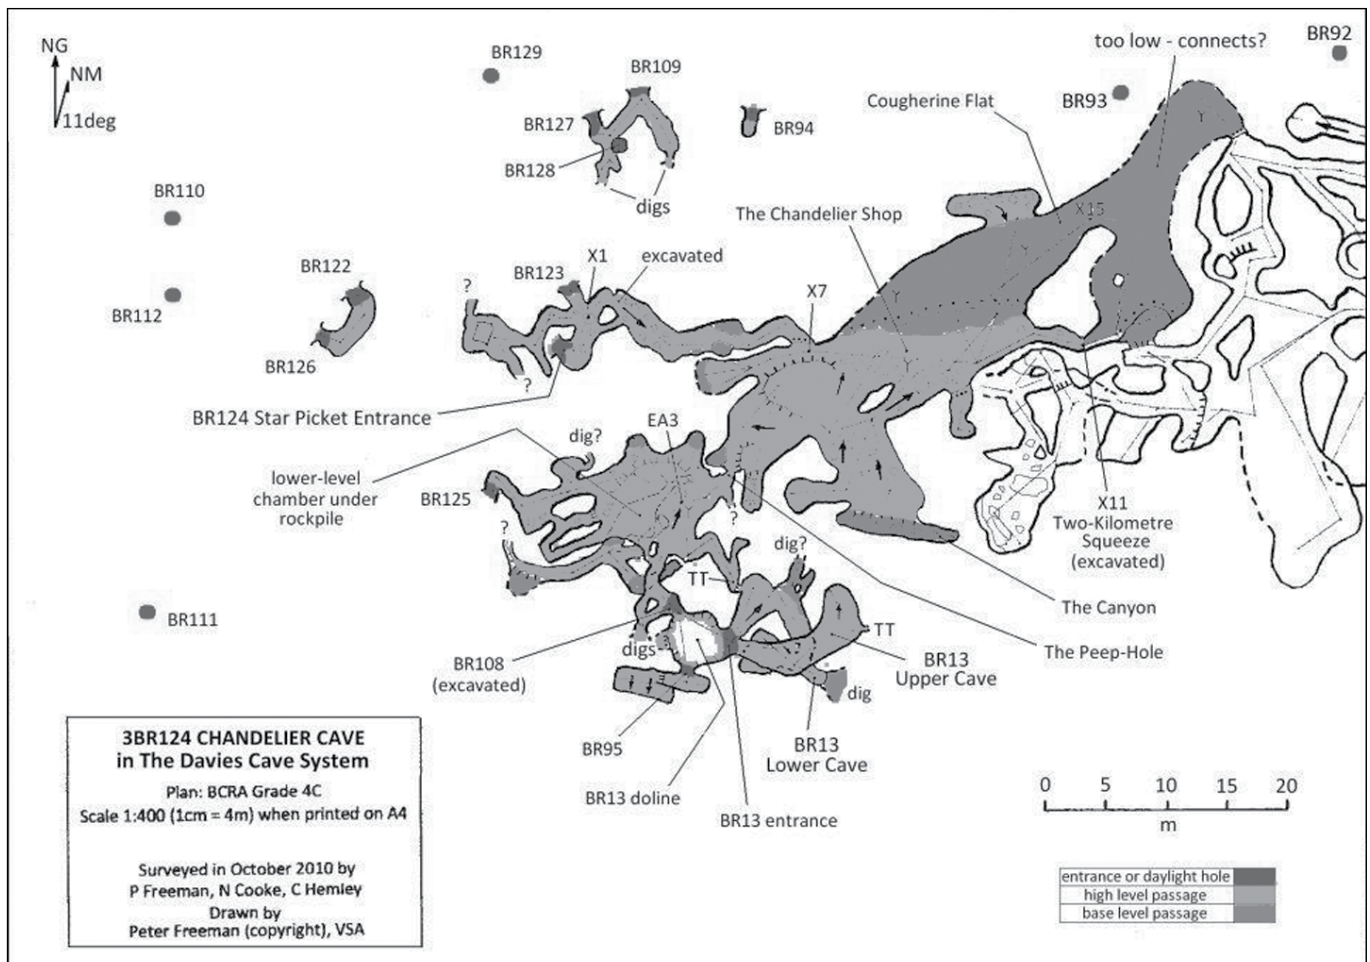 NG
NM
11deg
BR129
BR109
BR127
BR128
digs
BR94
BR92
too low - connects?
BR93
Cougherine Flat
X15
BR110
The Chandelier Shop
BR122
BR112
BR126
?
BR123
X1
excavated
X7
?
BR124 Star Picket Entrance
EA3
dig?
lower-level
chamber under
rockpile
BR125
?
?
X11
Two-Kilometre
Squeeze
(excavated)
dig?
TT
The Canyon
BR111
TT
The Peep-Hole
digs
BR108
(excavated)
BR13
Upper Cave
dig
BR95
BR13
Lower Cave
BR13 doline
BR13 entrance
3BR124 CHANDELIER CAVE
in The Davies Cave System
Plan: BCRA Grade 4C
Scale 1:400 (1cm = 4m) when printed on A4
Surveyed in October 2010 by
P Freeman, N Cooke, C Hemley
Drawn by
Peter Freeman (copyright), VSA
0 5 10 15 20
m
entrance or daylight hole
high level passage
base level passage